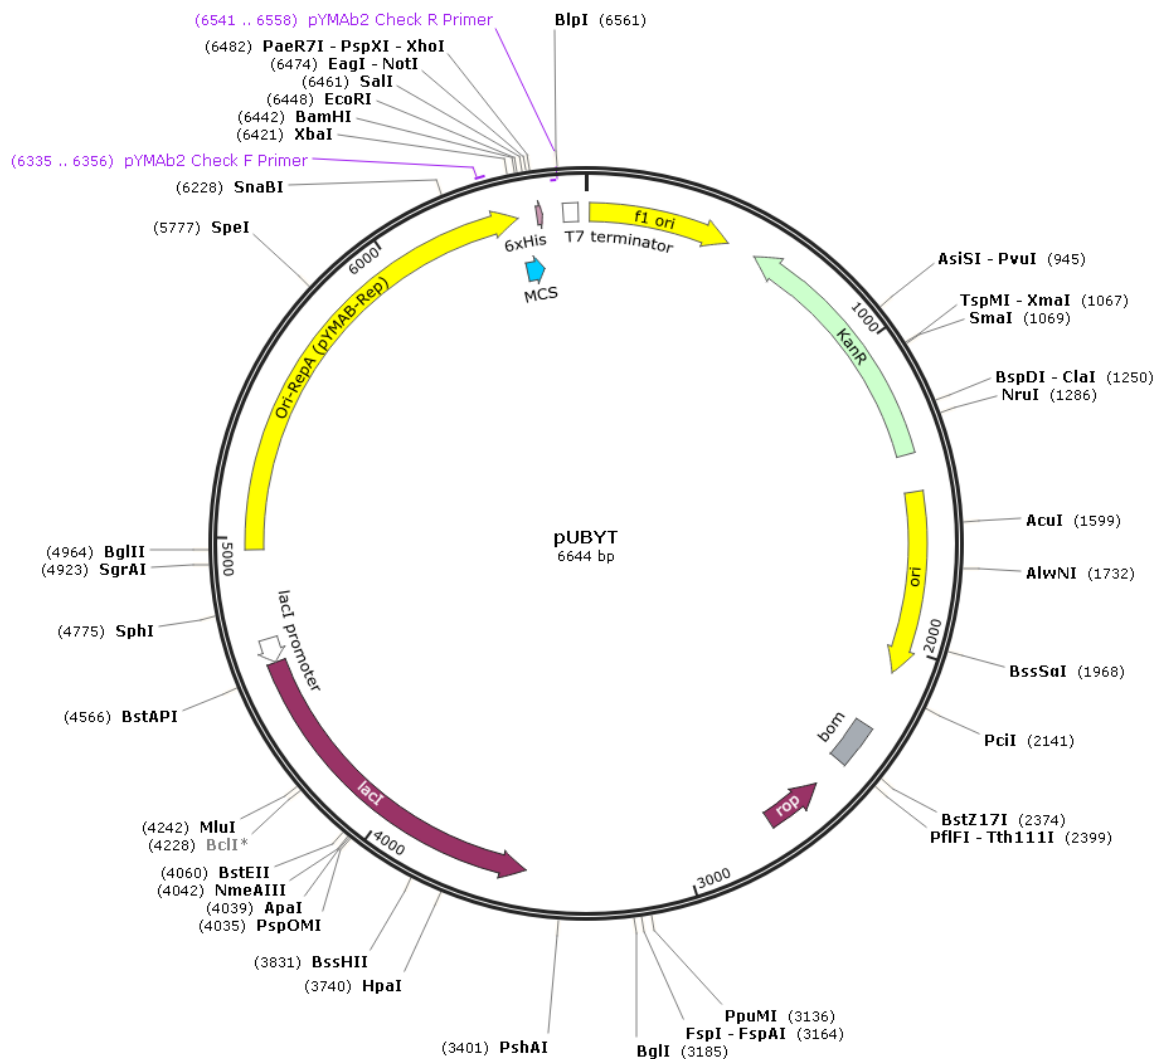 (6541 .. 6558) pYMAb2 Check R Primer
BlpI (6561)
(6482) PaeR7I - PspXI - XhoI
(6474) EagI - NotI
(6461) SalI
(6448) EcoRI
(6442) BamHI
(6421) XbaI
(6335 .. 6356) pYMAb2 Check F Primer
(6228) SnaBI
(5777) SpeI
6000
6xHis
T7 terminator
f1 ori
MCS
Ori-RepA (pYMAB-Rep)
KanR
1000
AsiSI - PvuI (945)
TspMI - XmaI (1067)
SmaI (1069)
BspDI - ClaI (1250)
NruI (1286)
AcuI (1599)
AlwNI (1732)
ori
2000
BssSαI (1968)
PciI (2141)
bom
BstZ17I (2374)
PflFI - Tth111I (2399)
rop
3000
pUBYT
6644 bp
(4964) BglII
(4923) SgrAI
5000
(4775) SphI
lacI promoter
(4566) BstAPI
lacI
(4242) MluI
(4228) BclI*
4000
(4060) BstEII
(4042) NmeAIII
(4039) ApaI
(4035) PspOMI
(3831) BssHII
(3740) HpaI
(3401) PshAI
PpuMI (3136)
FspI - FspAI (3164)
BglI (3185)